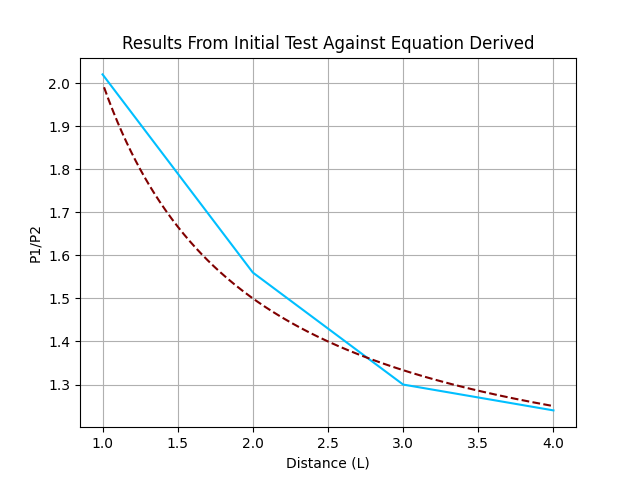 Results From Initial Test Against Equation Derived
2.0
1.9
1.8
1.7
1.6
1.5
1.4
1.3
P1/P2
1.0 1.5 2.0 2.5 3.0 3.5 4.0
Distance (L)